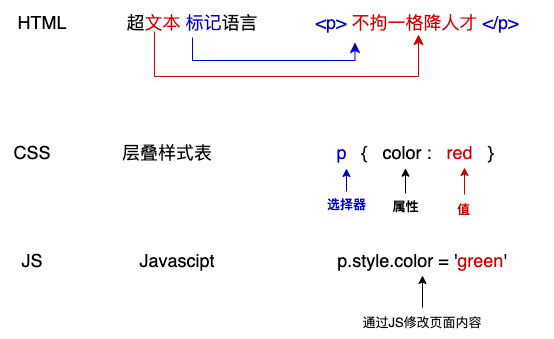 HTML 超文本 标记语言 <p> 不拘一格降人才 </p>
CSS 层叠样式表 p { color : red }
选择器 属性 值
JS Javascipt p.style.color = 'green'
通过JS修改页面内容